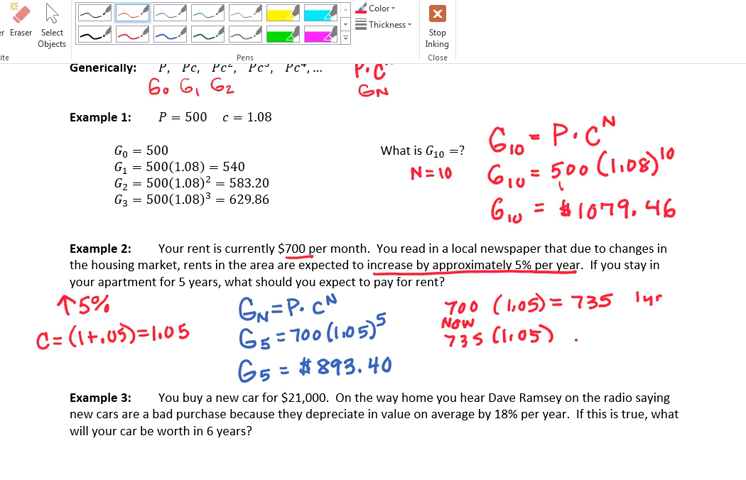 Color
Eraser Select Objects
Thickness
Stop Inking
ite
Pens
Close
Generically: P, Pc, Pc², Pc³, Pc⁴, ... P·C
G₀ G₁ G₂ G_N
Example 1: P = 500 c = 1.08
G₀ = 500
G₁ = 500(1.08) = 540
G₂ = 500(1.08)² = 583.20
G₃ = 500(1.08)³ = 629.86
What is G₁₀ =?
N=10
G₁₀ = P·C^N
G₁₀ = 500 (1.08)¹⁰
G₁₀ = $1079.46
Example 2: Your rent is currently $700 per month. You read in a local newspaper that due to changes in
the housing market, rents in the area are expected to increase by approximately 5% per year. If you stay in
your apartment for 5 years, what should you expect to pay for rent?
↑5%
C=(1+.05)=1.05
G_N=P·C^N
G₅=700(1.05)⁵
G₅ = $893.40
700 (1.05)=735 1yr
NOW
735 (1.05)
Example 3: You buy a new car for $21,000. On the way home you hear Dave Ramsey on the radio saying
new cars are a bad purchase because they depreciate in value on average by 18% per year. If this is true, what
will your car be worth in 6 years?